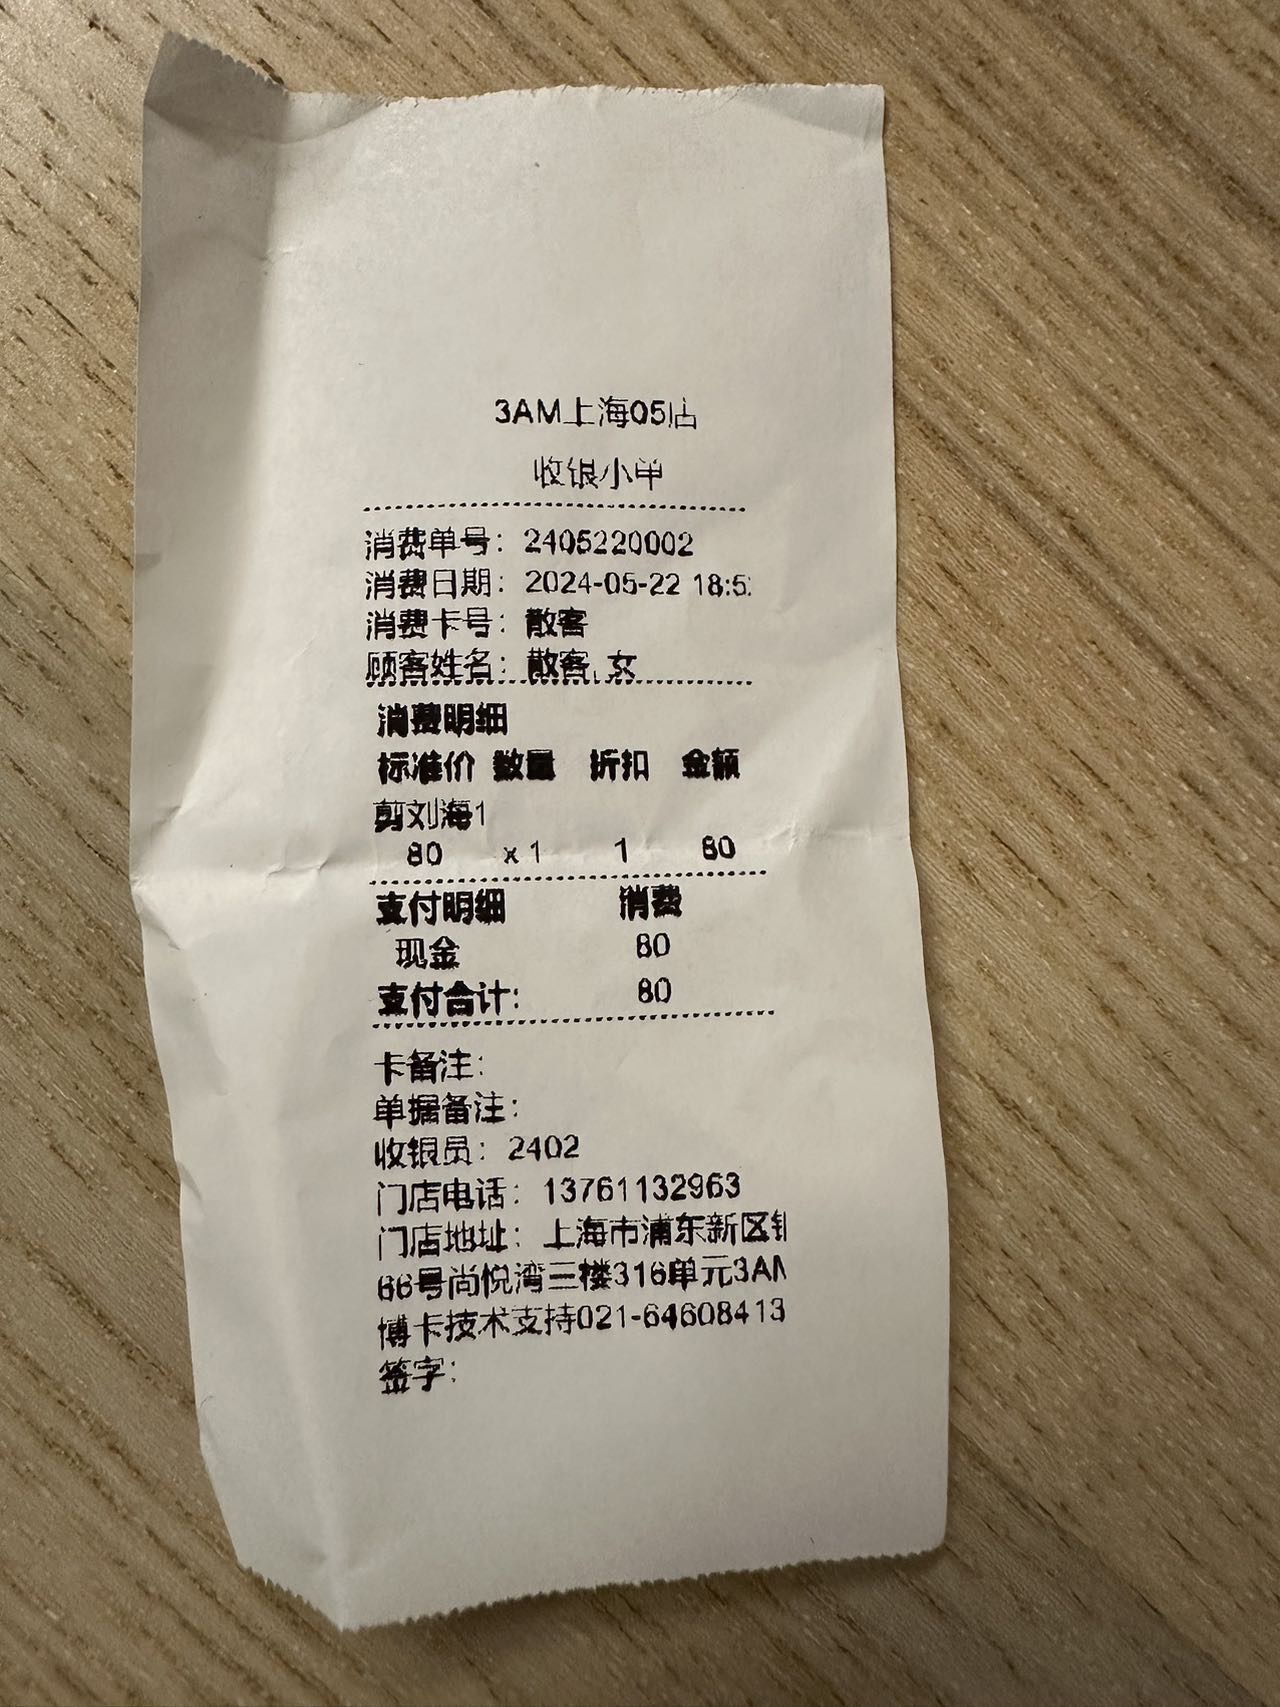 3AM上海05店
收银小单
消费单号：2405220002
消费日期：2024-05-22 18:5
消费卡号：散客
顾客姓名：散客,女
消费明细
标准价 数量 折扣 金额
剪刘海1
80 x1 1 80
支付明细 消费
现金 80
支付合计： 80
卡备注：
单据备注：
收银员：2402
门店电话：13761132963
门店地址：上海市浦东新区
66号尚悦湾三楼316单元3A
博卡技术支持021-64608413
签字：